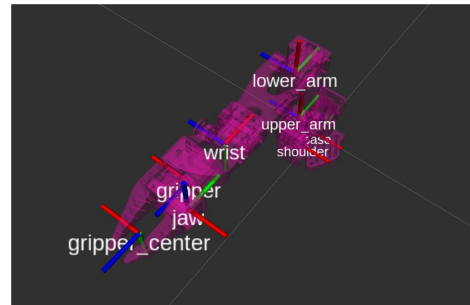 lower_arm
upper_arm
base
shoulder
wrist
gripper
jaw
gripper_center